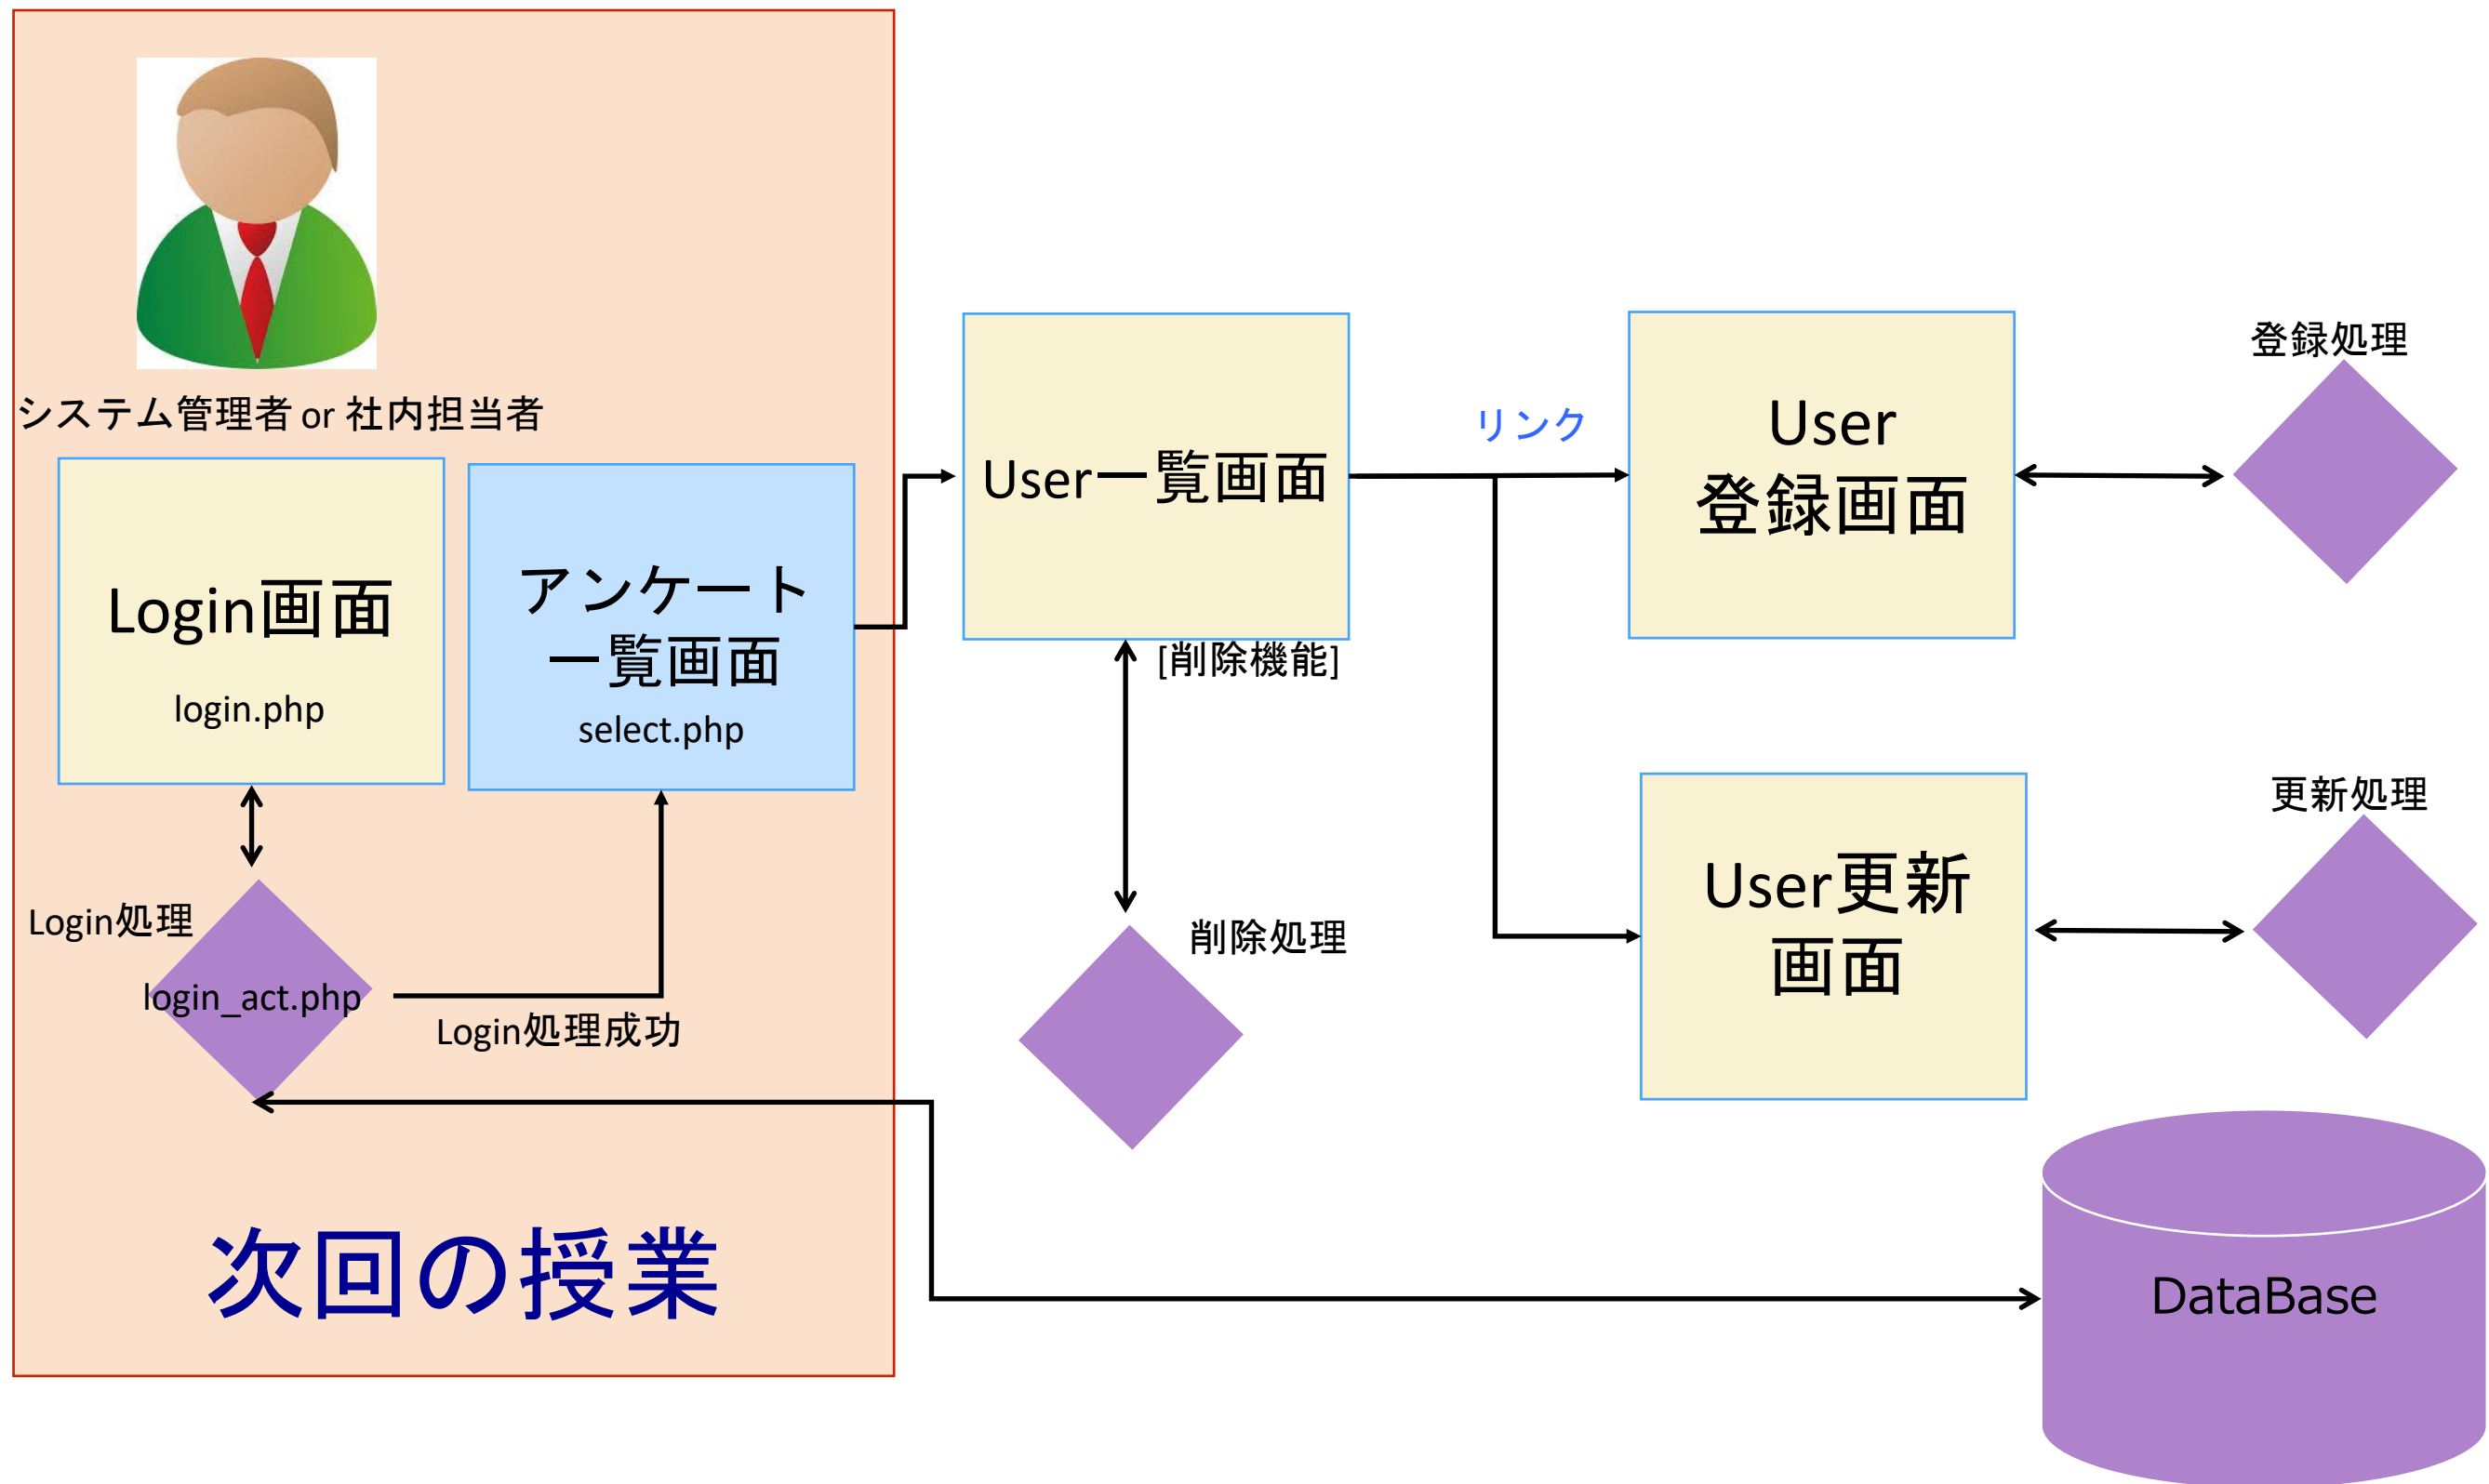 システム管理者 or 社内担当者
Login画面
login.php
アンケート
一覧画面
select.php
Login処理
login_act.php
Login処理成功
次回の授業
User一覧画面
[削除機能]
削除処理
リンク
User
登録画面
登録処理
User更新
画面
更新処理
DataBase